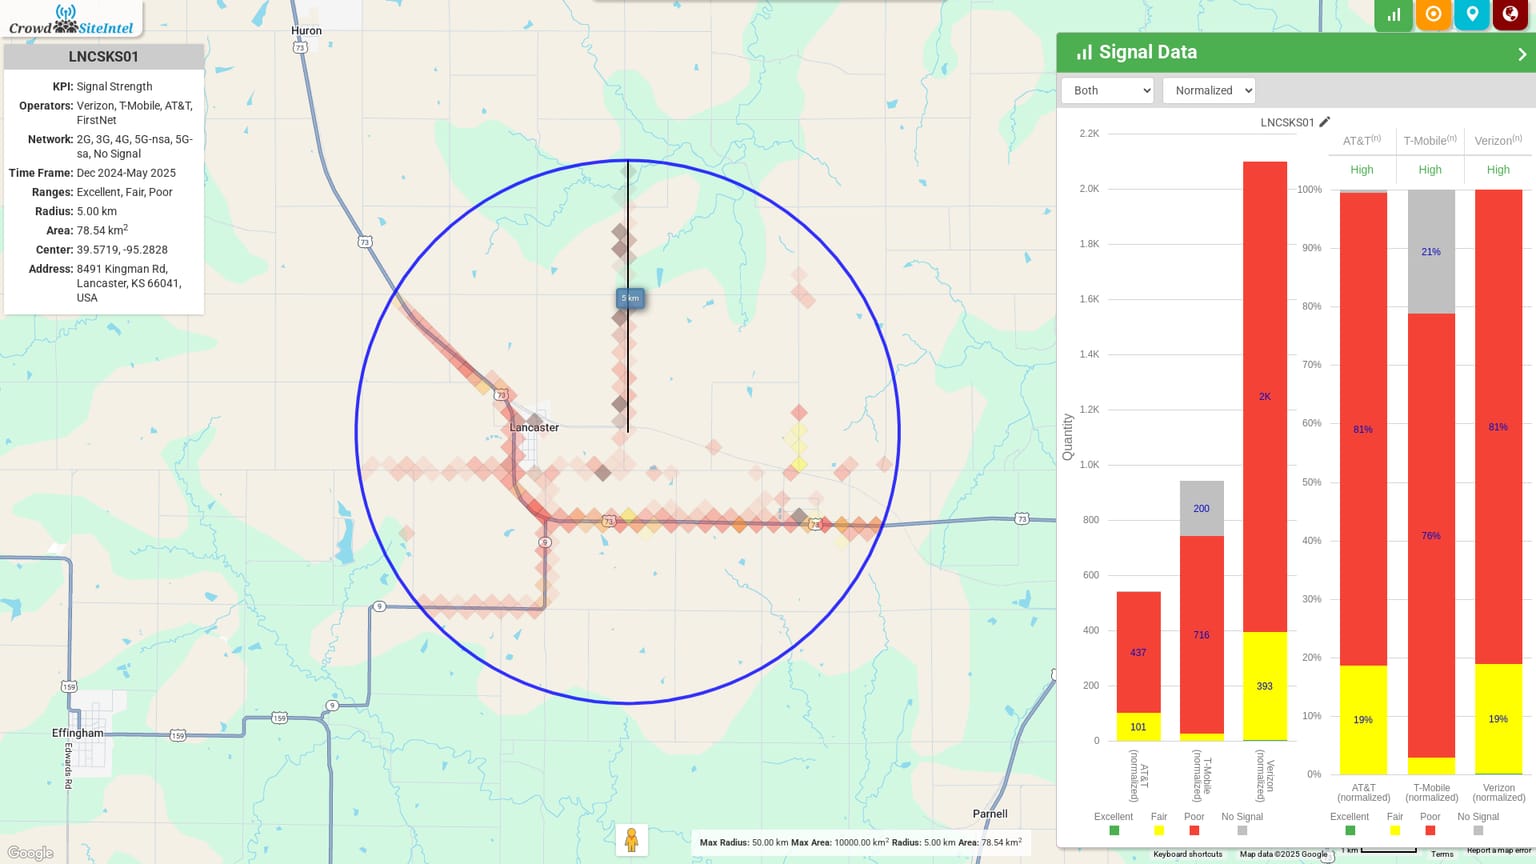 Crowd SiteIntel
LNCSKS01
KPI: Signal Strength
Operators: Verizon, T-Mobile, AT&T,
FirstNet
Network: 2G, 3G, 4G, 5G-nsa, 5G-
sa, No Signal
Time Frame: Dec 2024-May 2025
Ranges: Excellent, Fair, Poor
Radius: 5.00 km
Area: 78.54 km²
Center: 39.5719, -95.2828
Address: 8491 Kingman Rd,
Lancaster, KS 66041,
USA
Huron
73
73
5 km
73
Lancaster
73
73
73
9
9
159
9
159
159
Effingham
Edwards Rd
Parnell
Google
Max Radius: 50.00 km Max Area: 10000.00 km² Radius: 5.00 km Area: 78.54 km²
Signal Data
Both
Normalized
LNCSKS01
Quantity
2.2K
2.0K
1.8K
1.6K
1.4K
1.2K
1.0K
800
600
400
200
0
437
101
200
716
2K
393
AT&T
(normalized)
T-Mobile
(normalized)
Verizon
(normalized)
Excellent Fair Poor No Signal
AT&T(n) T-Mobile(n) Verizon(n)
High High High
100%
90%
80%
70%
60%
50%
40%
30%
20%
10%
0%
21%
81%
76%
81%
19%
19%
AT&T
(normalized)
T-Mobile
(normalized)
Verizon
(normalized)
Excellent Fair Poor No Signal
Keyboard shortcuts Map data ©2025 Google 1 km Terms Report a map error